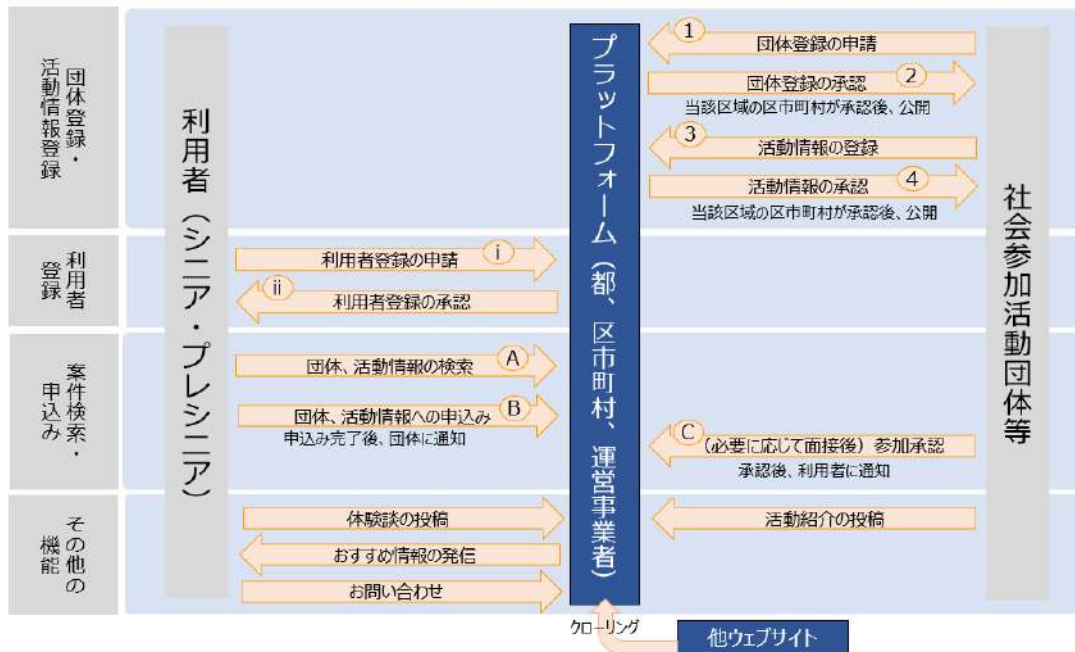 団体登録・
活動情報登録
利用者（シニア・プレシニア）
プラットフォーム（都、区市町村、運営事業者）
社会参加活動団体等
1
団体登録の申請
団体登録の承認
2
当該区域の区市町村が承認後、公開
3
活動情報の登録
活動情報の承認
4
当該区域の区市町村が承認後、公開
利用者
登録
利用者登録の申請
i
ii
利用者登録の承認
案件検索・
申込み
団体、活動情報の検索
A
団体、活動情報への申込み
B
申込み完了後、団体に通知
C
（必要に応じて面接後）参加承認
承認後、利用者に通知
その他の
機能
体験談の投稿
活動紹介の投稿
おすすめ情報の発信
お問い合わせ
クローリング
他ウェブサイト